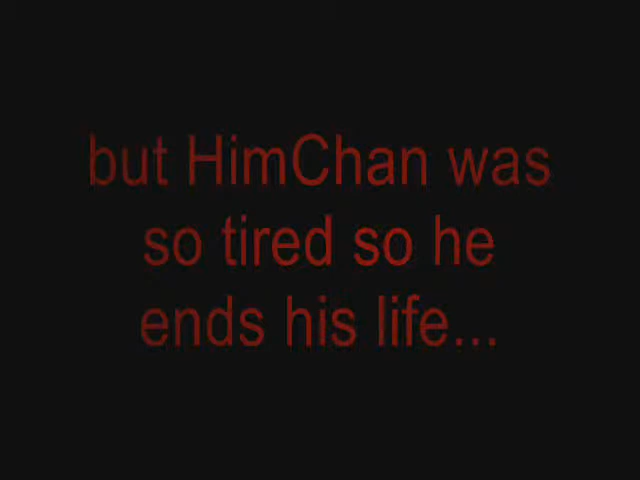 but HimChan was
so tired so he
ends his life...